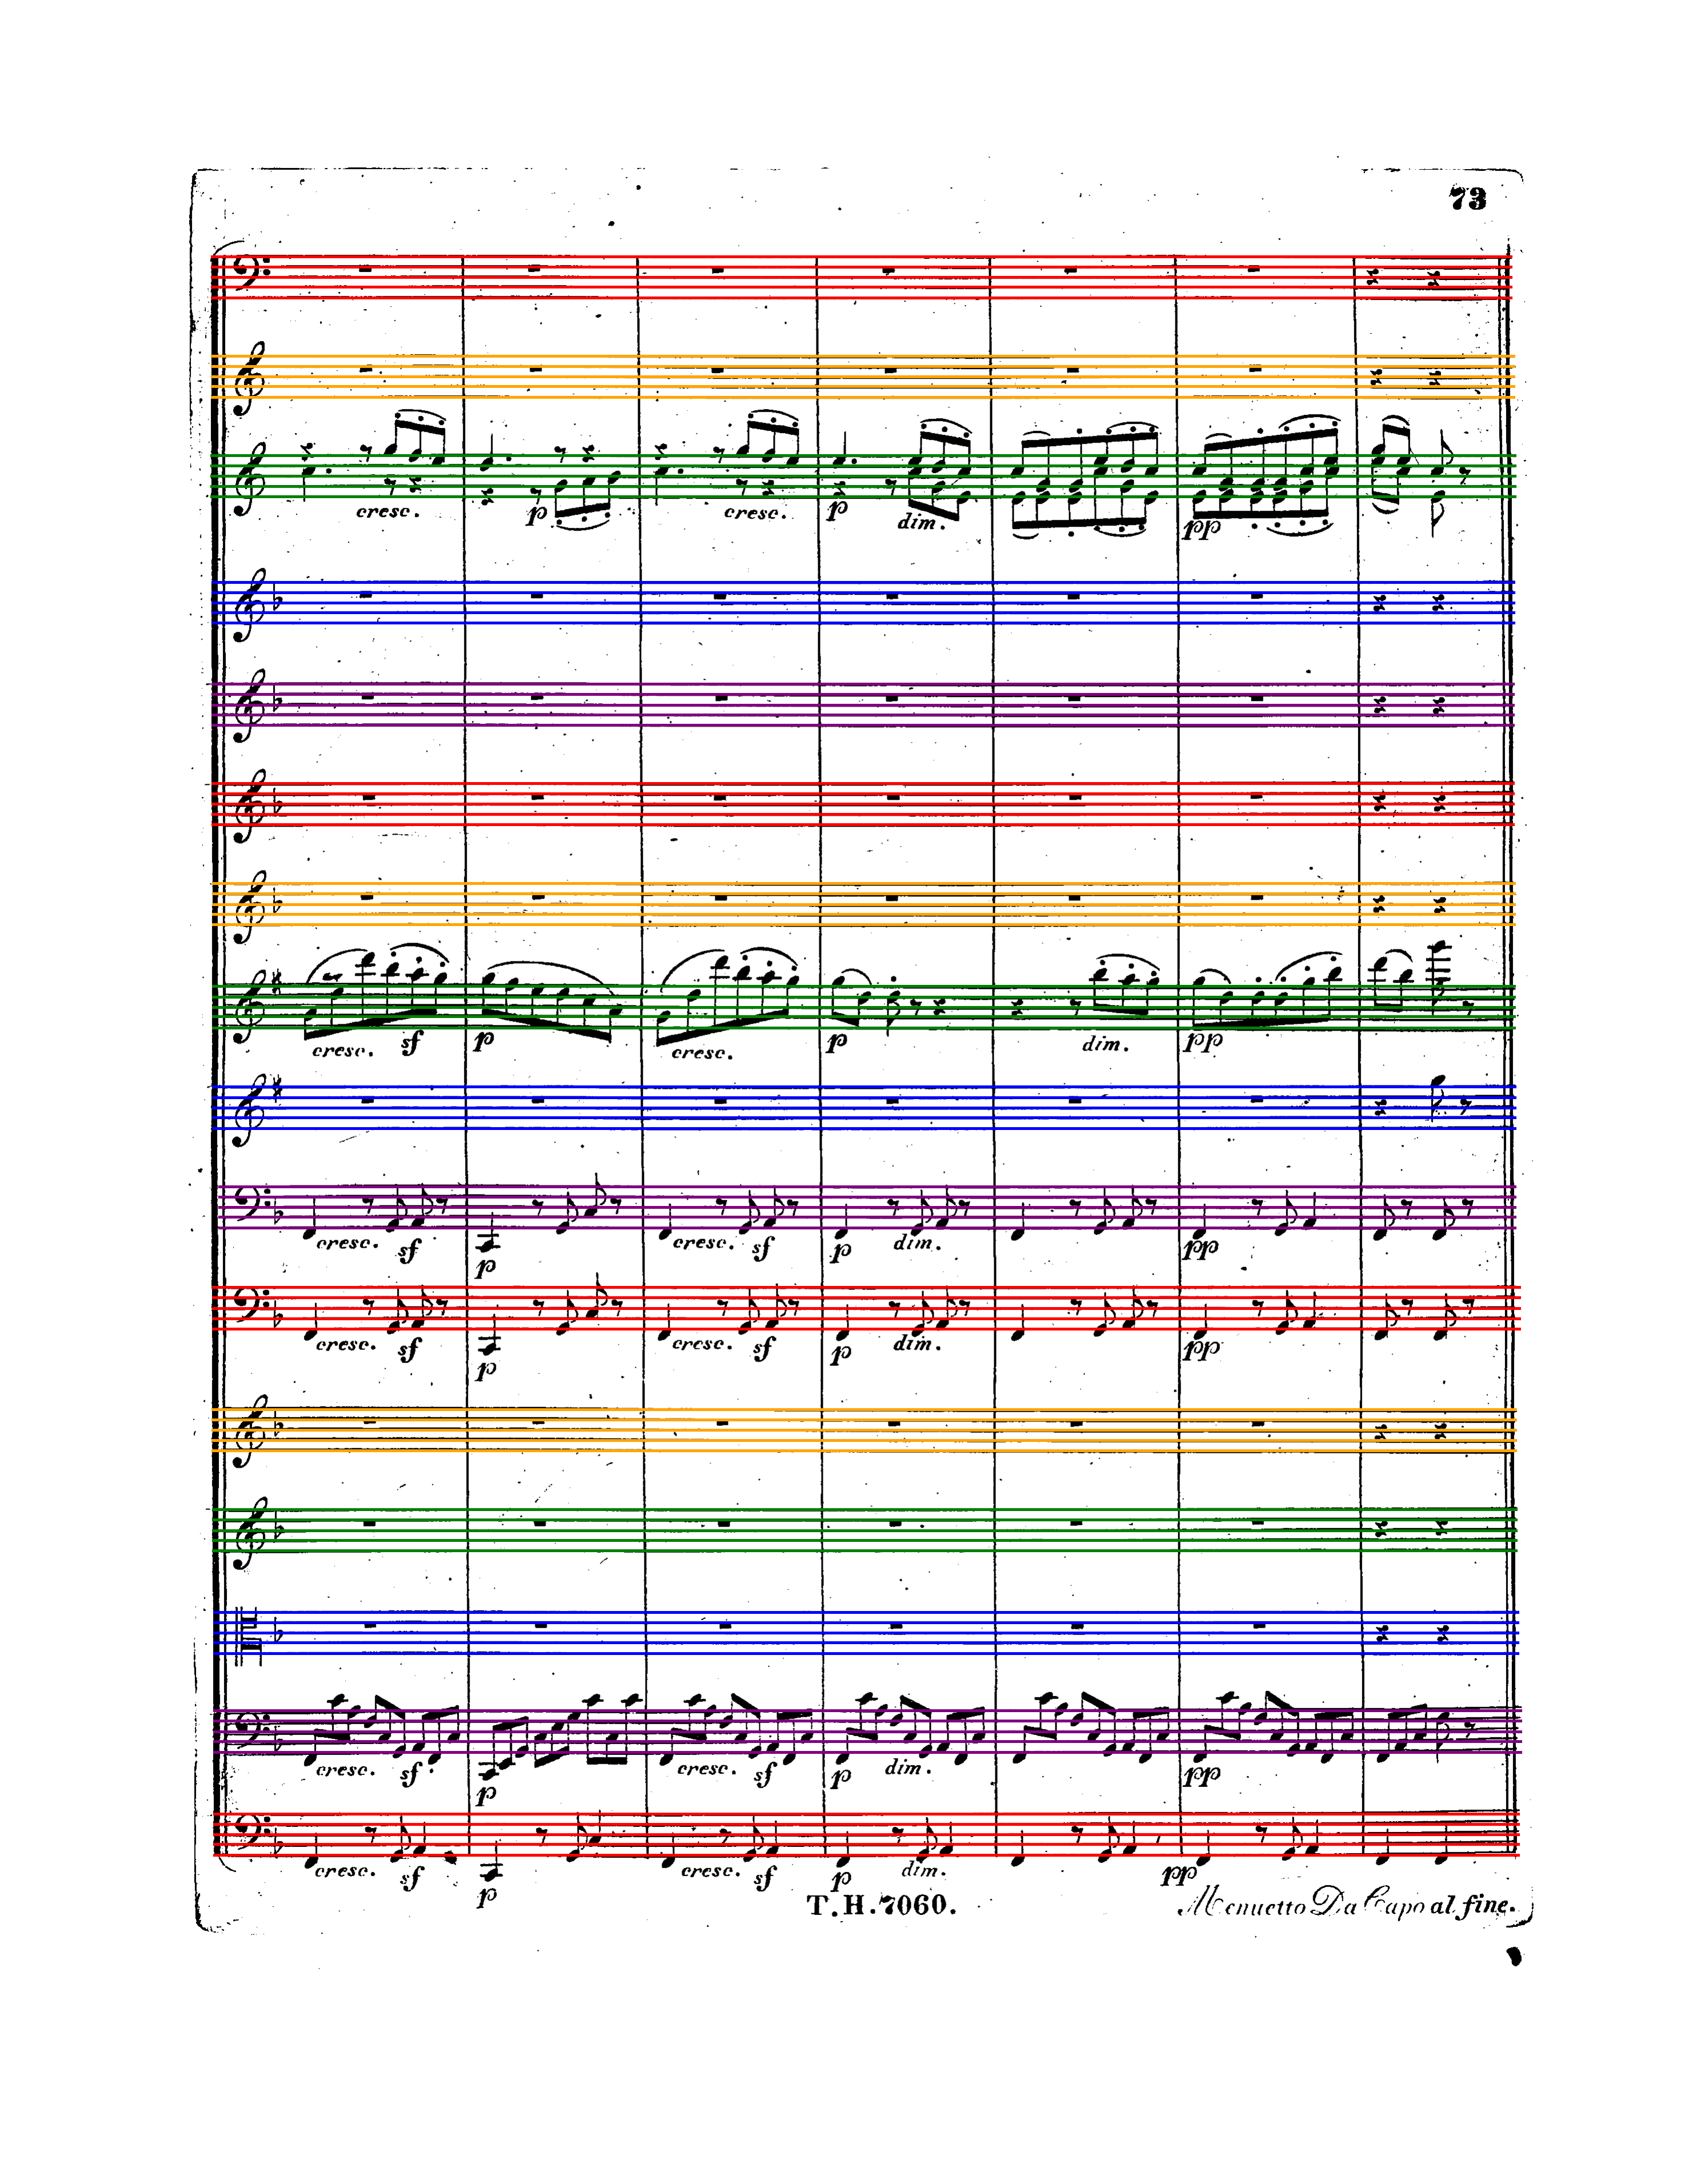 73
cresc. p cresc. p dim. pp
cresc. sf p cresc. p dim. pp
cresc. sf p cresc. sf p dim. pp
cresc. sf p cresc. sf p dim. pp
cresc. sf. p cresc. sf p dim. pp
cresc. sf p cresc. sf p dim. pp
T.H.7060. Menuetto Da Capo al fine.